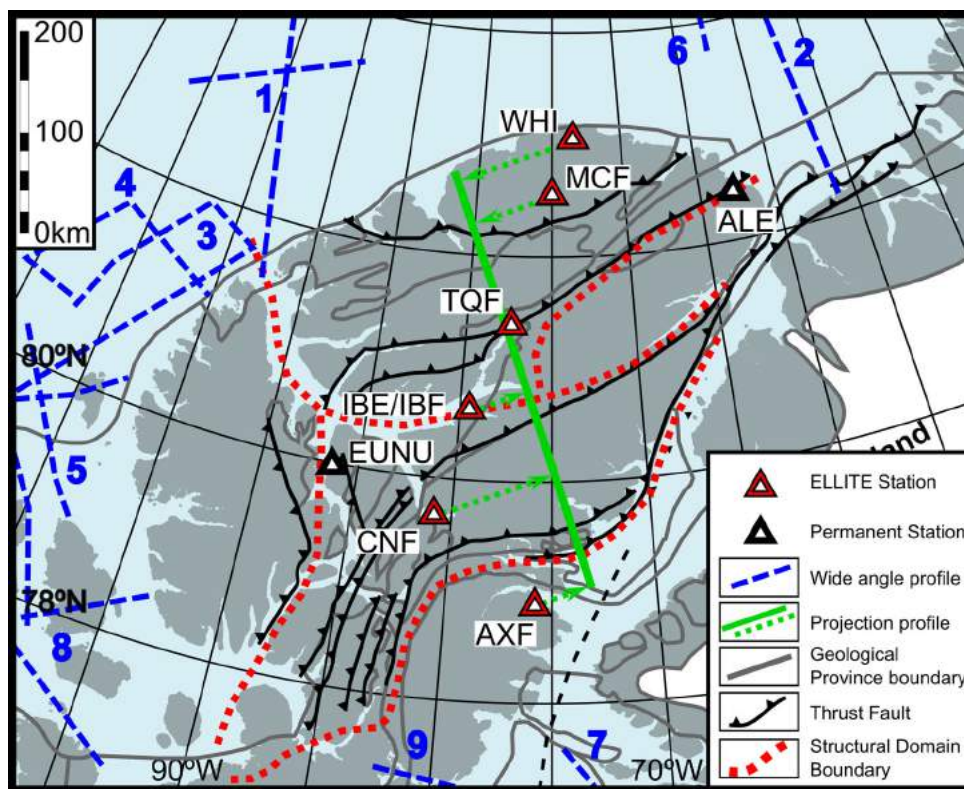 200
100
0km
1
6
2
WHI
MCF
4
3
ALE
TQF
80ºN
IBE/IBF
EUNU
5
CNF
78ºN
8
AXF
90ºW
9
7
70ºW
land
ELLITE Station
Permanent Station
Wide angle profile
Projection profile
Geological
Province boundary
Thrust Fault
Structural Domain
Boundary